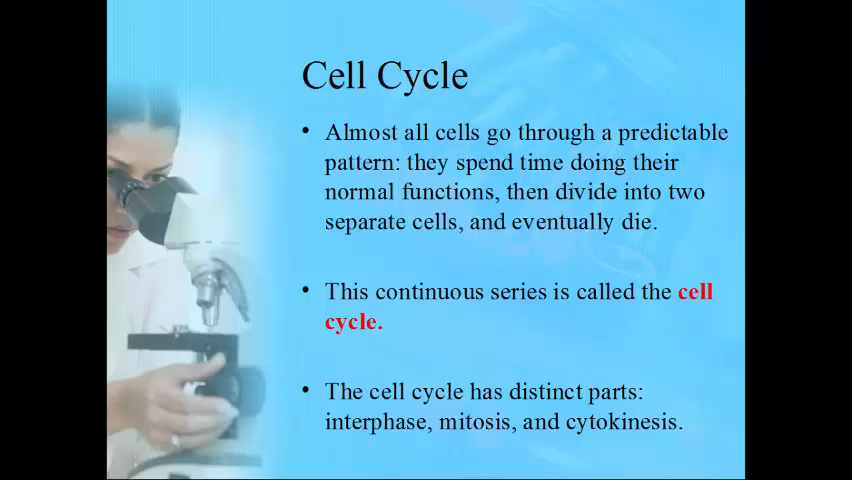 Cell Cycle
• Almost all cells go through a predictable
pattern: they spend time doing their
normal functions, then divide into two
separate cells, and eventually die.
• This continuous series is called the cell
cycle.
• The cell cycle has distinct parts:
interphase, mitosis, and cytokinesis.